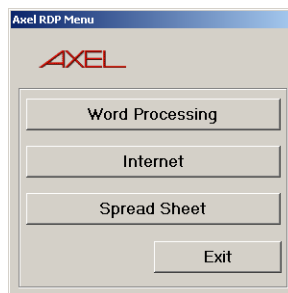 Axel RDP Menu
AXEL
Word Processing
Internet
Spread Sheet
Exit